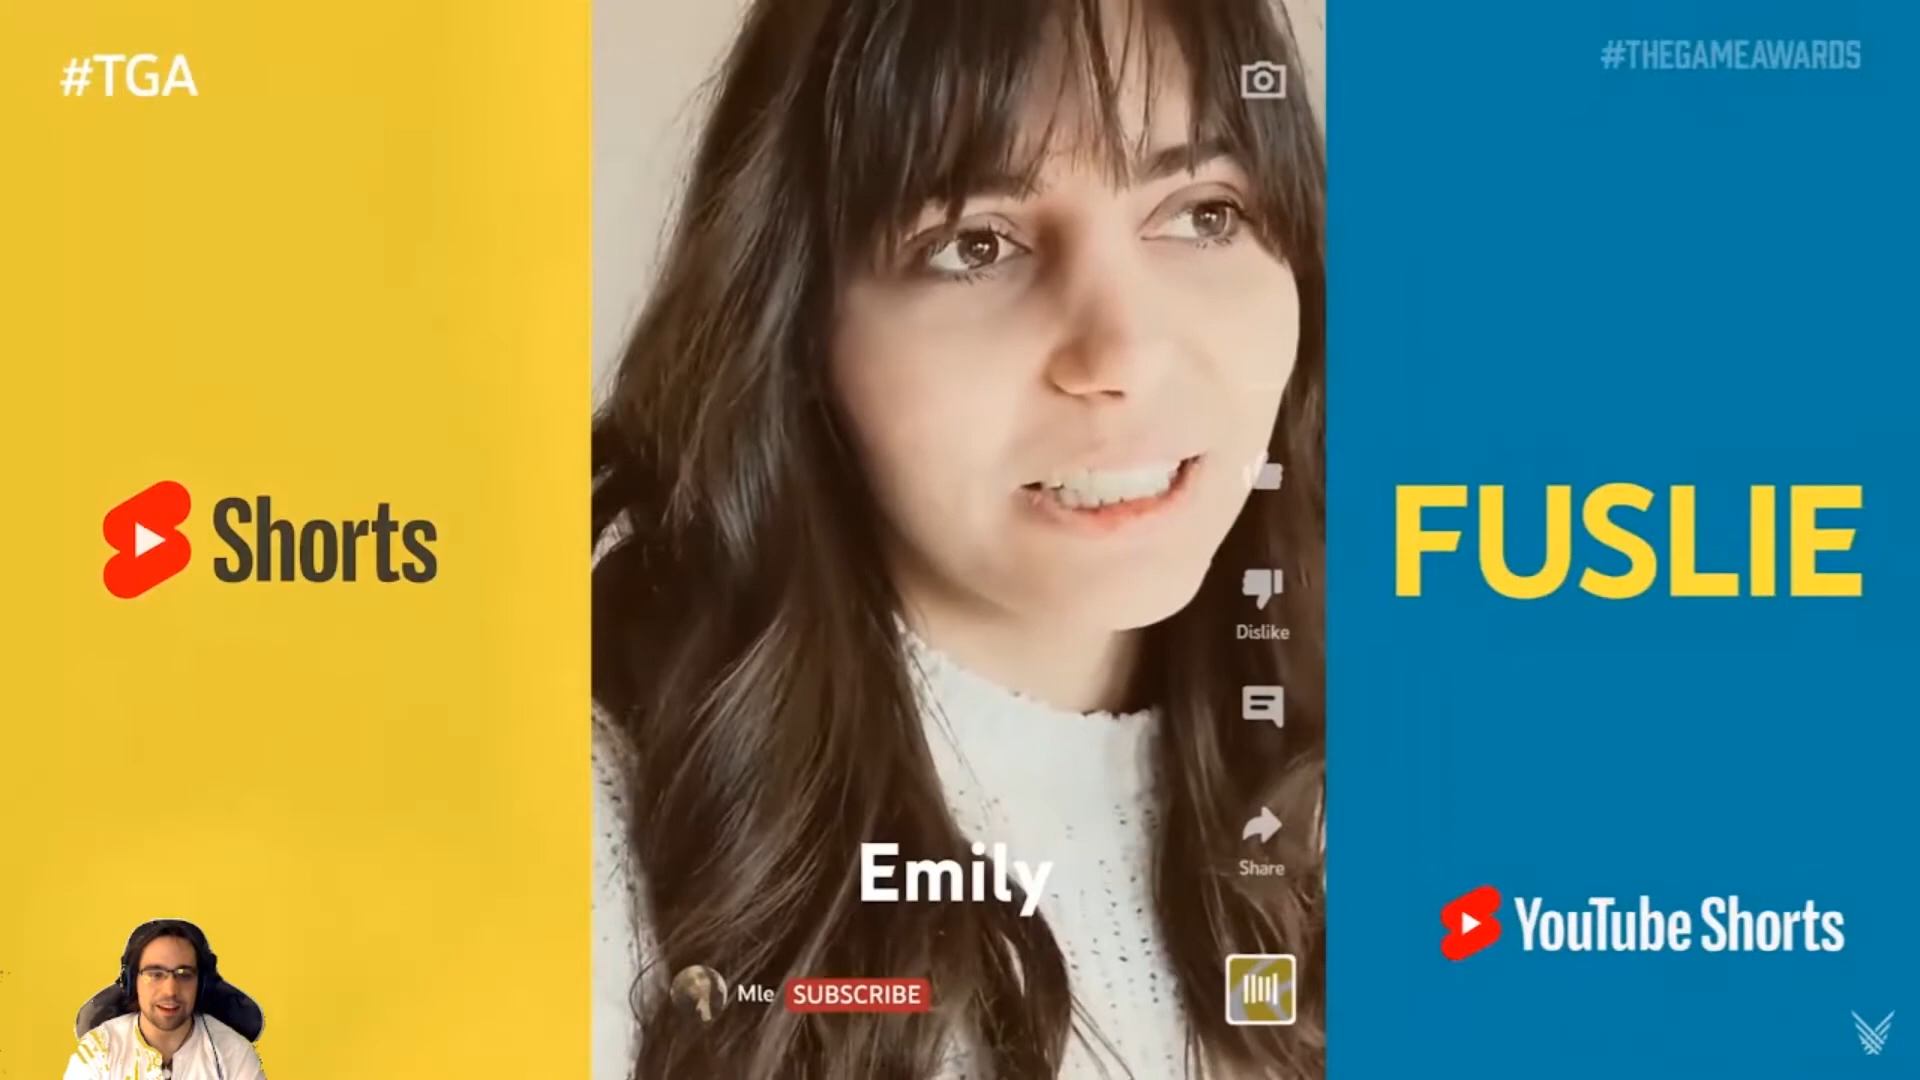 #TGA
#THEGAMEAWARDS
Shorts
FUSLIE
Dislike
Share
Emily
YouTube Shorts
Mle SUBSCRIBE